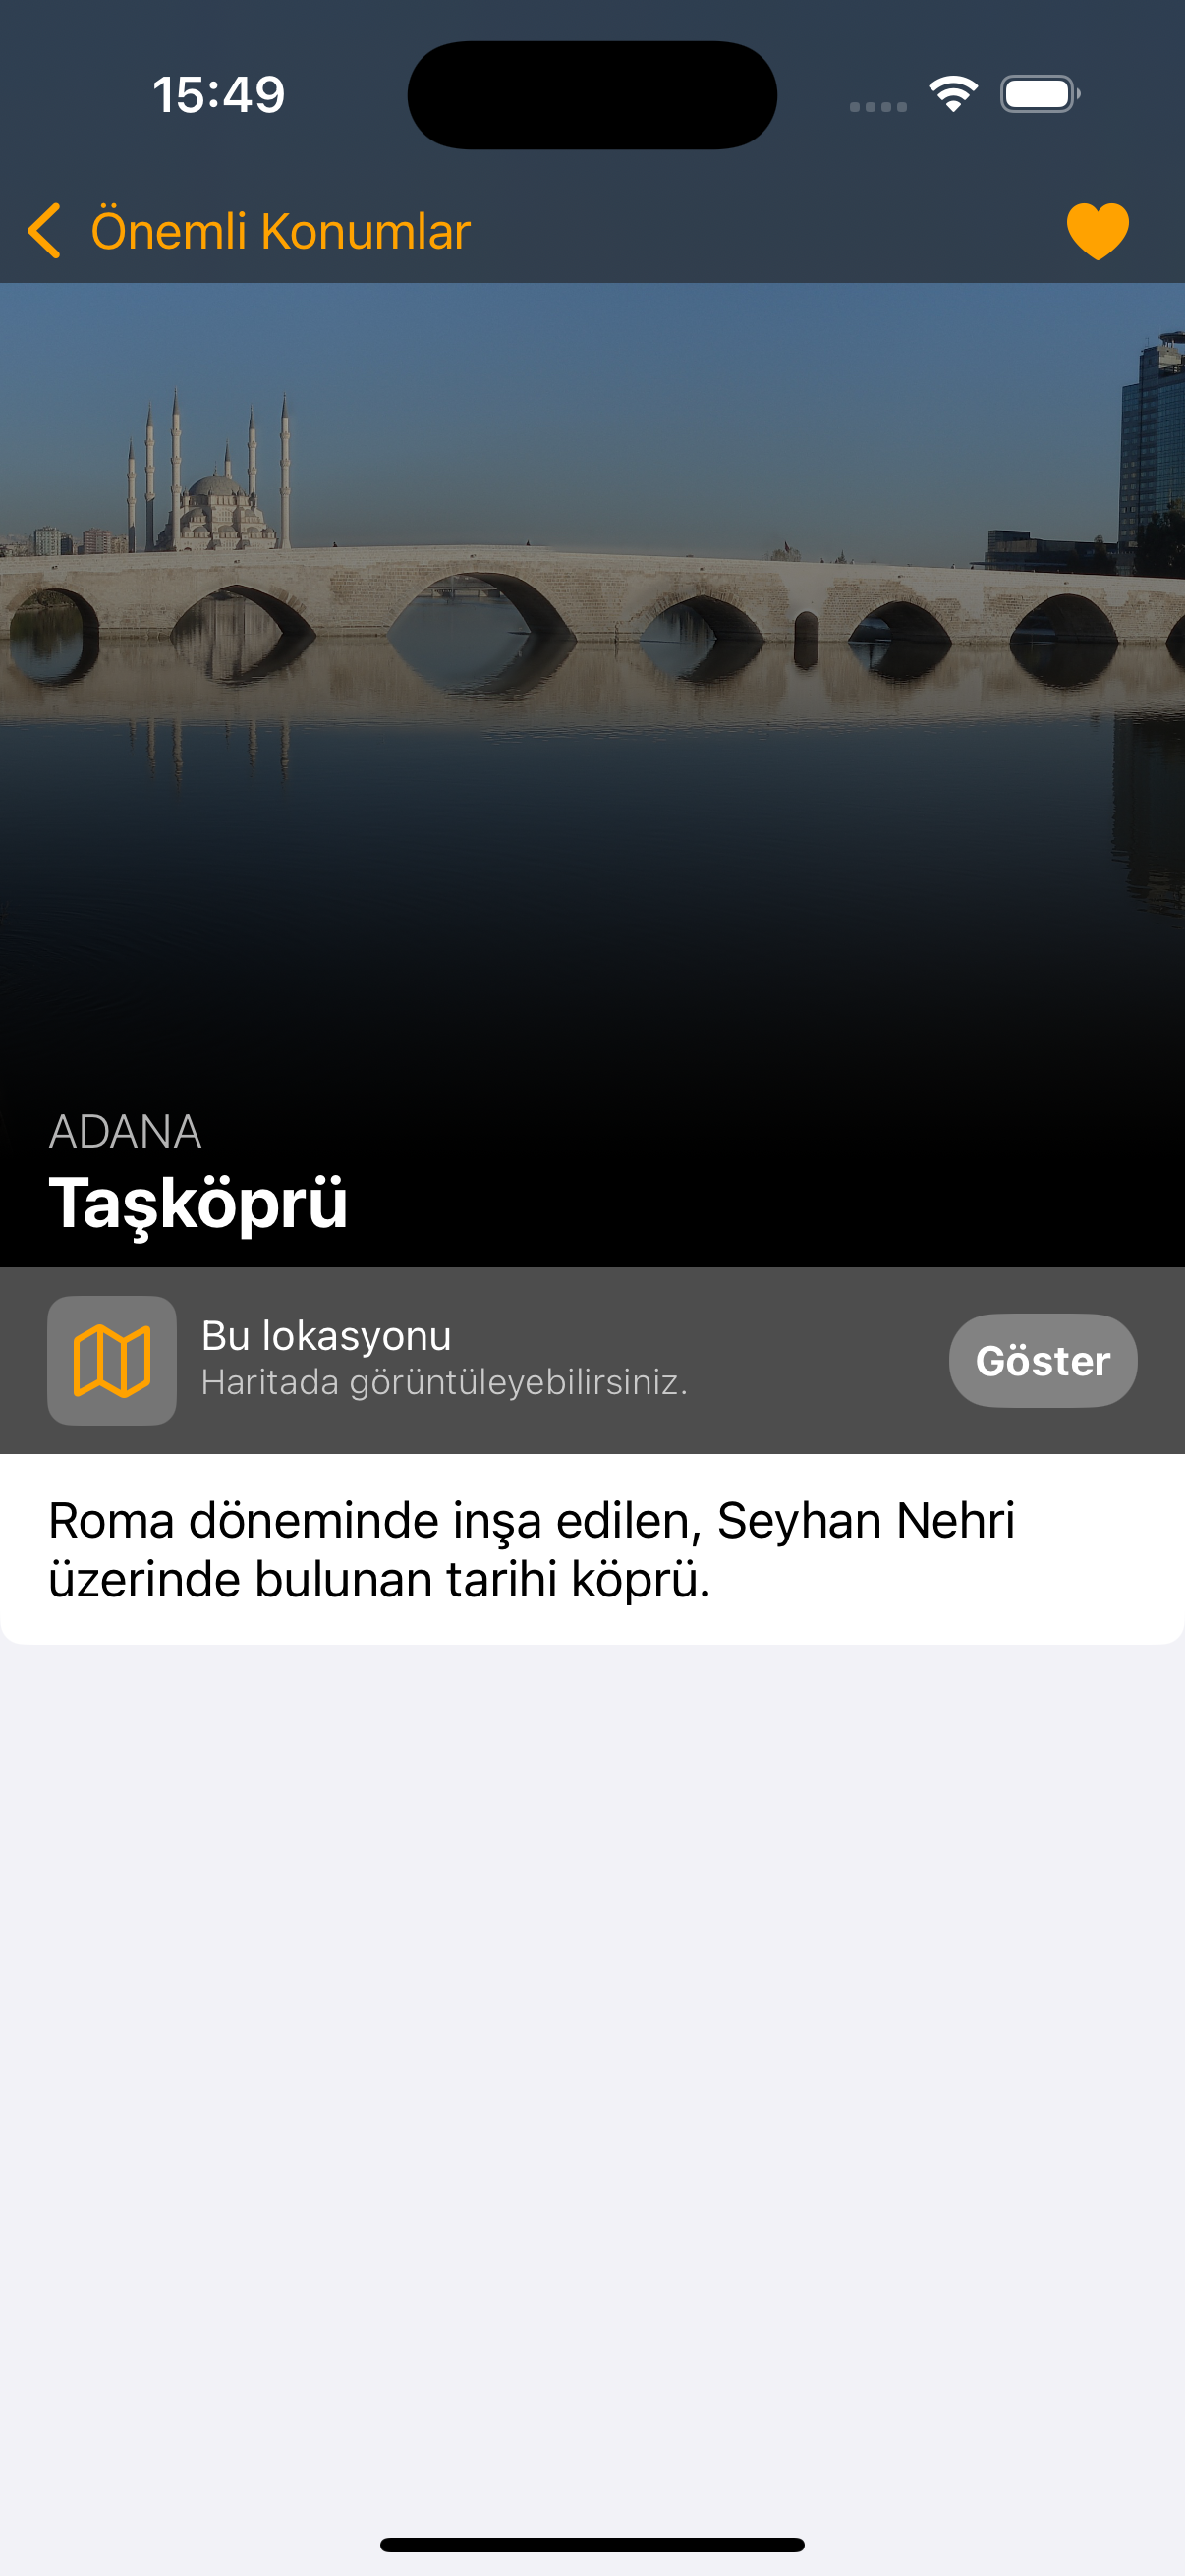 15:49
Önemli Konumlar
ADANA
Taşköprü
Bu lokasyonu
Haritada görüntüleyebilirsiniz.
Göster
Roma döneminde inşa edilen, Seyhan Nehri
üzerinde bulunan tarihi köprü.